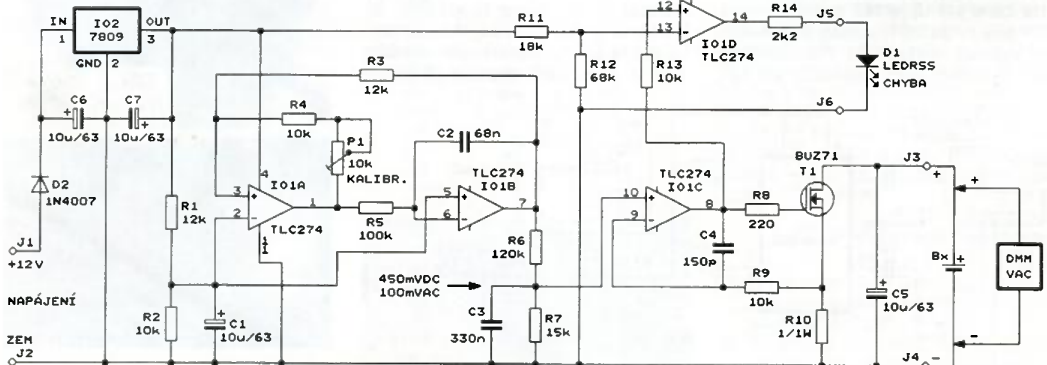 IN
IO2
7809
OUT
1
3
GND
2
C6
+
10u/63
C7
+
10u/63
D2
1N4007
J1
+12V
NAPÁJENÍ
ZEM
J2
R1
12k
R2
10k
+
C1
10u/63
R3
12k
R4
10k
P1
10k
KALIBR.
4
IO1A
3
+
2
-
1
TLC274
11
R5
100k
C2
68n
TLC274
IO1B
5
+
6
-
7
R6
120k
450mVDC
100mVAC
C3
330n
R7
15k
R11
18k
R12
68k
R13
10k
12
+
13
-
14
IO1D
TLC274
R14
2k2
J5
D1
LEDRSS
CHYBA
J6
TLC274
IO1C
10
+
9
-
8
C4
150p
R8
220
R9
10k
BUZ71
T1
R10
1/1W
+
C5
10u/63
J3
+
Bx
+
J4
-
+
-
DMM
VAC